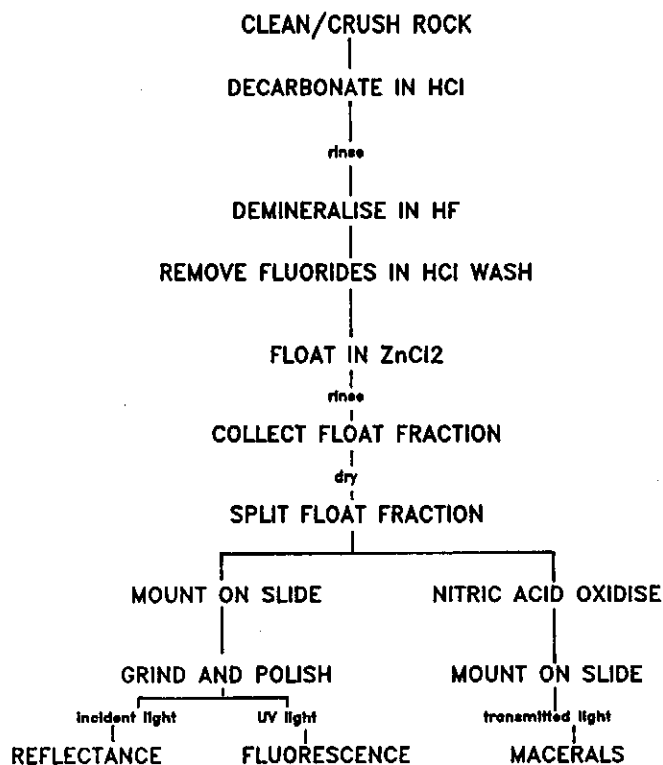 CLEAN/CRUSH ROCK
DECARBONATE IN HCl
rinse
DEMINERALISE IN HF
REMOVE FLUORIDES IN HCl WASH
FLOAT IN ZnCl2
rinse
COLLECT FLOAT FRACTION
dry
SPLIT FLOAT FRACTION
MOUNT ON SLIDE NITRIC ACID OXIDISE
GRIND AND POLISH MOUNT ON SLIDE
incident light UV light transmitted light
REFLECTANCE FLUORESCENCE MACERALS